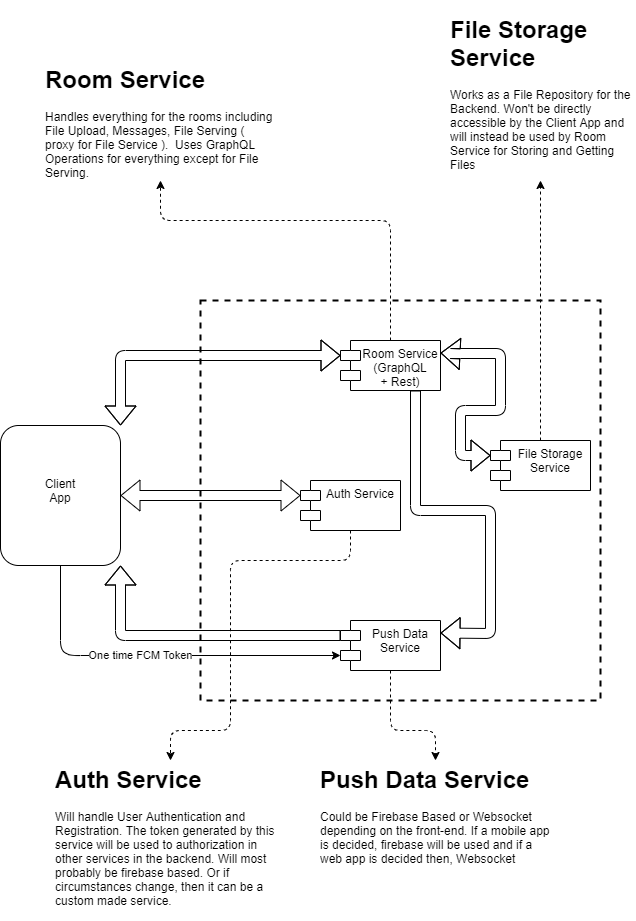 File Storage
Service
Room Service
Works as a File Repository for the
Backend. Won't be directly
accessible by the Client App and
will instead be used by Room
Service for Storing and Getting
Files
Handles everything for the rooms including
File Upload, Messages, File Serving (
proxy for File Service ).  Uses GraphQL
Operations for everything except for File
Serving.
Room Service
(GraphQL
+ Rest)
File Storage
Service
Client
App
Auth Service
Push Data
Service
One time FCM Token
Auth Service
Will handle User Authentication and
Registration. The token generated by this
service will be used to authorization in
other services in the backend. Will most
probably be firebase based. Or if
circumstances change, then it can be a
custom made service.
Push Data Service
Could be Firebase Based or Websocket
depending on the front-end. If a mobile app
is decided, firebase will be used and if a
web app is decided then, Websocket